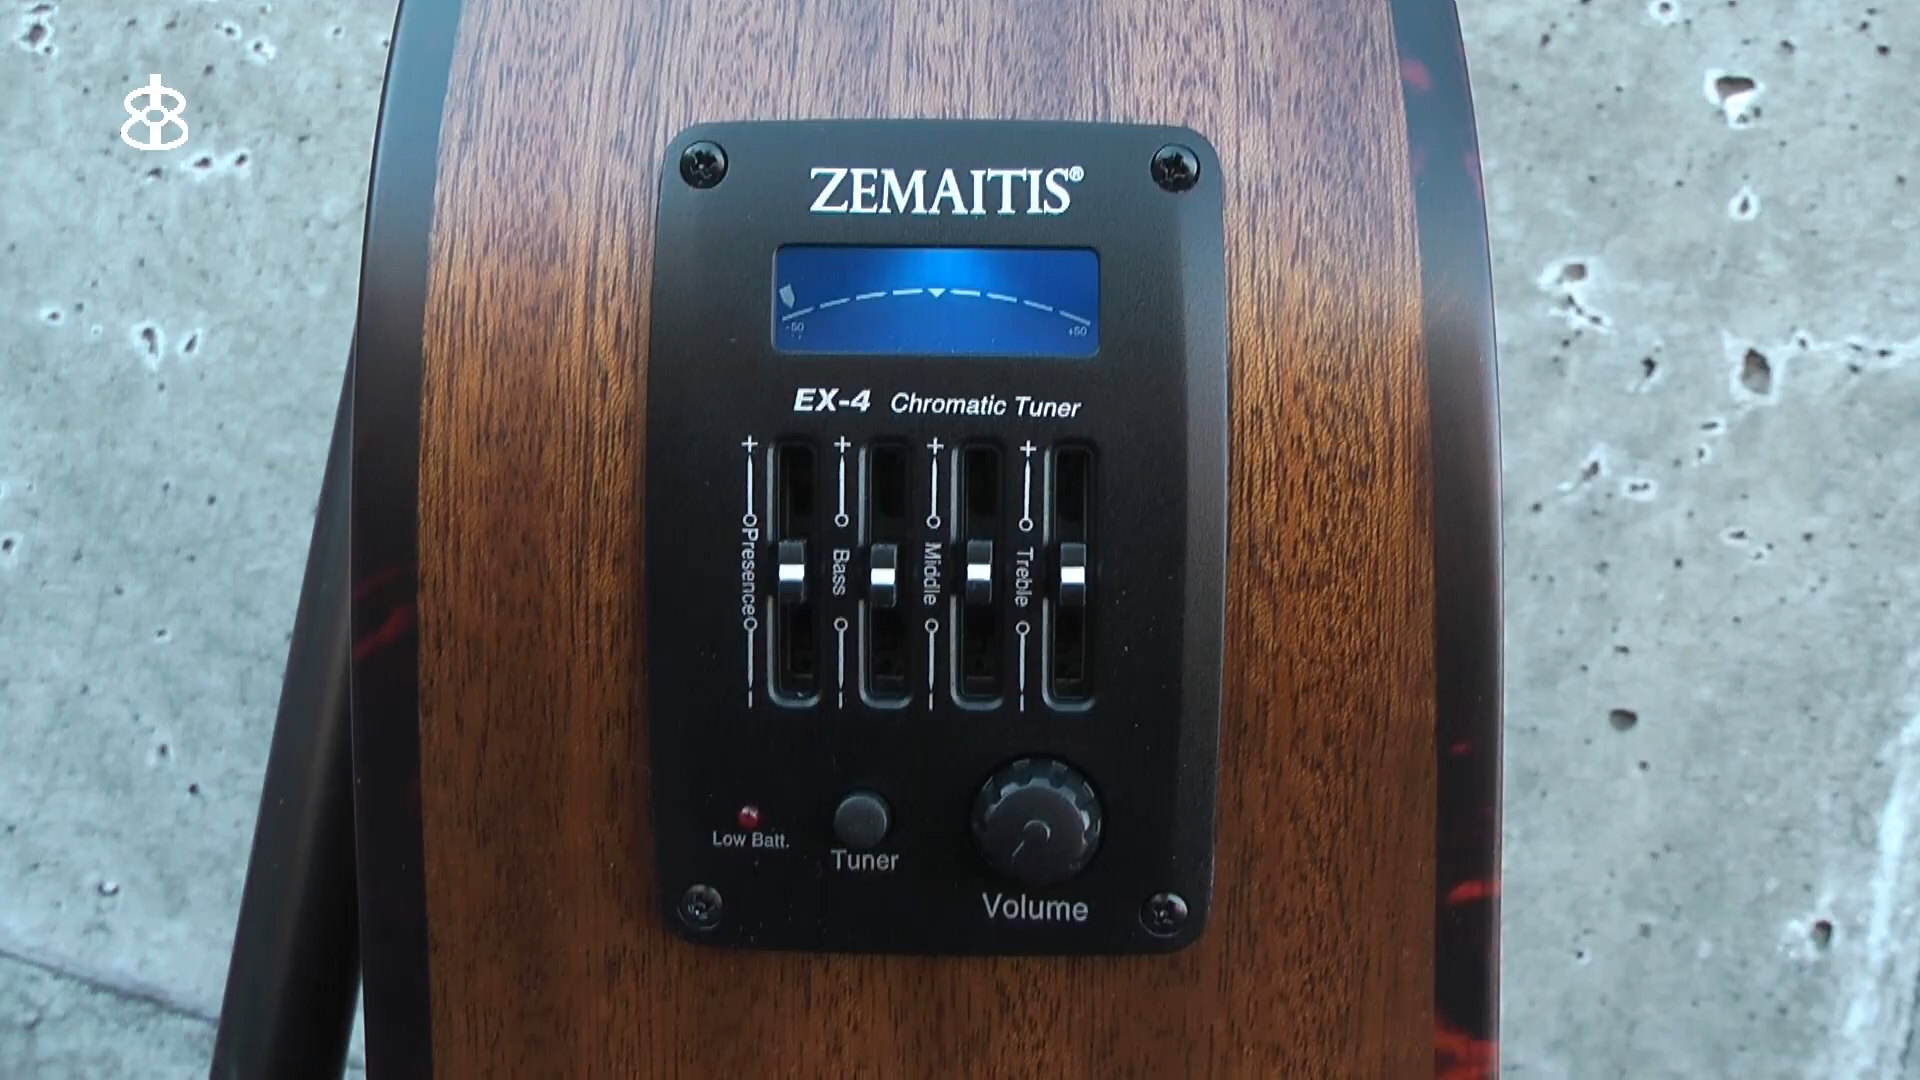 ZEMAITIS®
-50 +50
EX-4 Chromatic Tuner
+ + + +
Presence Bass Middle Treble
- - - -
Low Batt. Tuner Volume